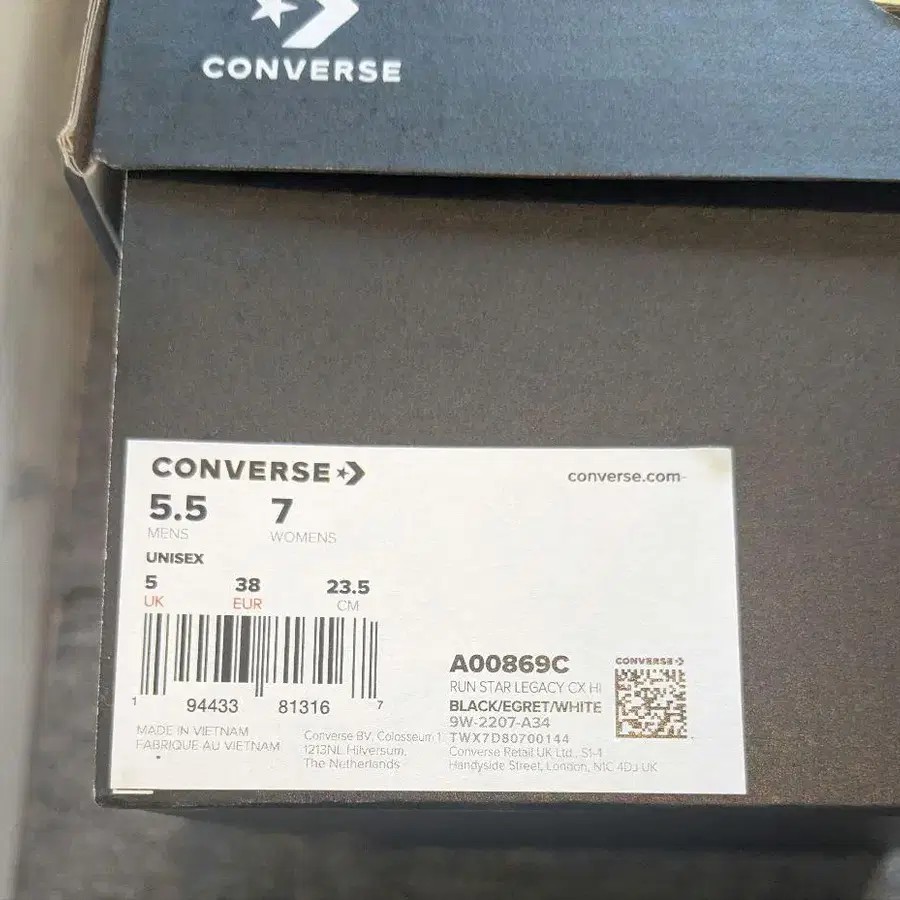 CONVERSE
CONVERSE
converse.com
5.5 7
MENS WOMENS
UNISEX
5 38 23.5
UK EUR CM
1 94433 81316 7
A00869C
RUN STAR LEGACY CX HI
BLACK/EGRET/WHITE
9W-2207-A34
TWX7D80700144
Converse Retail UK Ltd., S1-4
Handyside Street, London, N1C 4DJ UK
CONVERSE
MADE IN VIETNAM
FABRIQUE AU VIETNAM
Converse BV, Colosseum 1
1213NL Hilversum,
The Netherlands